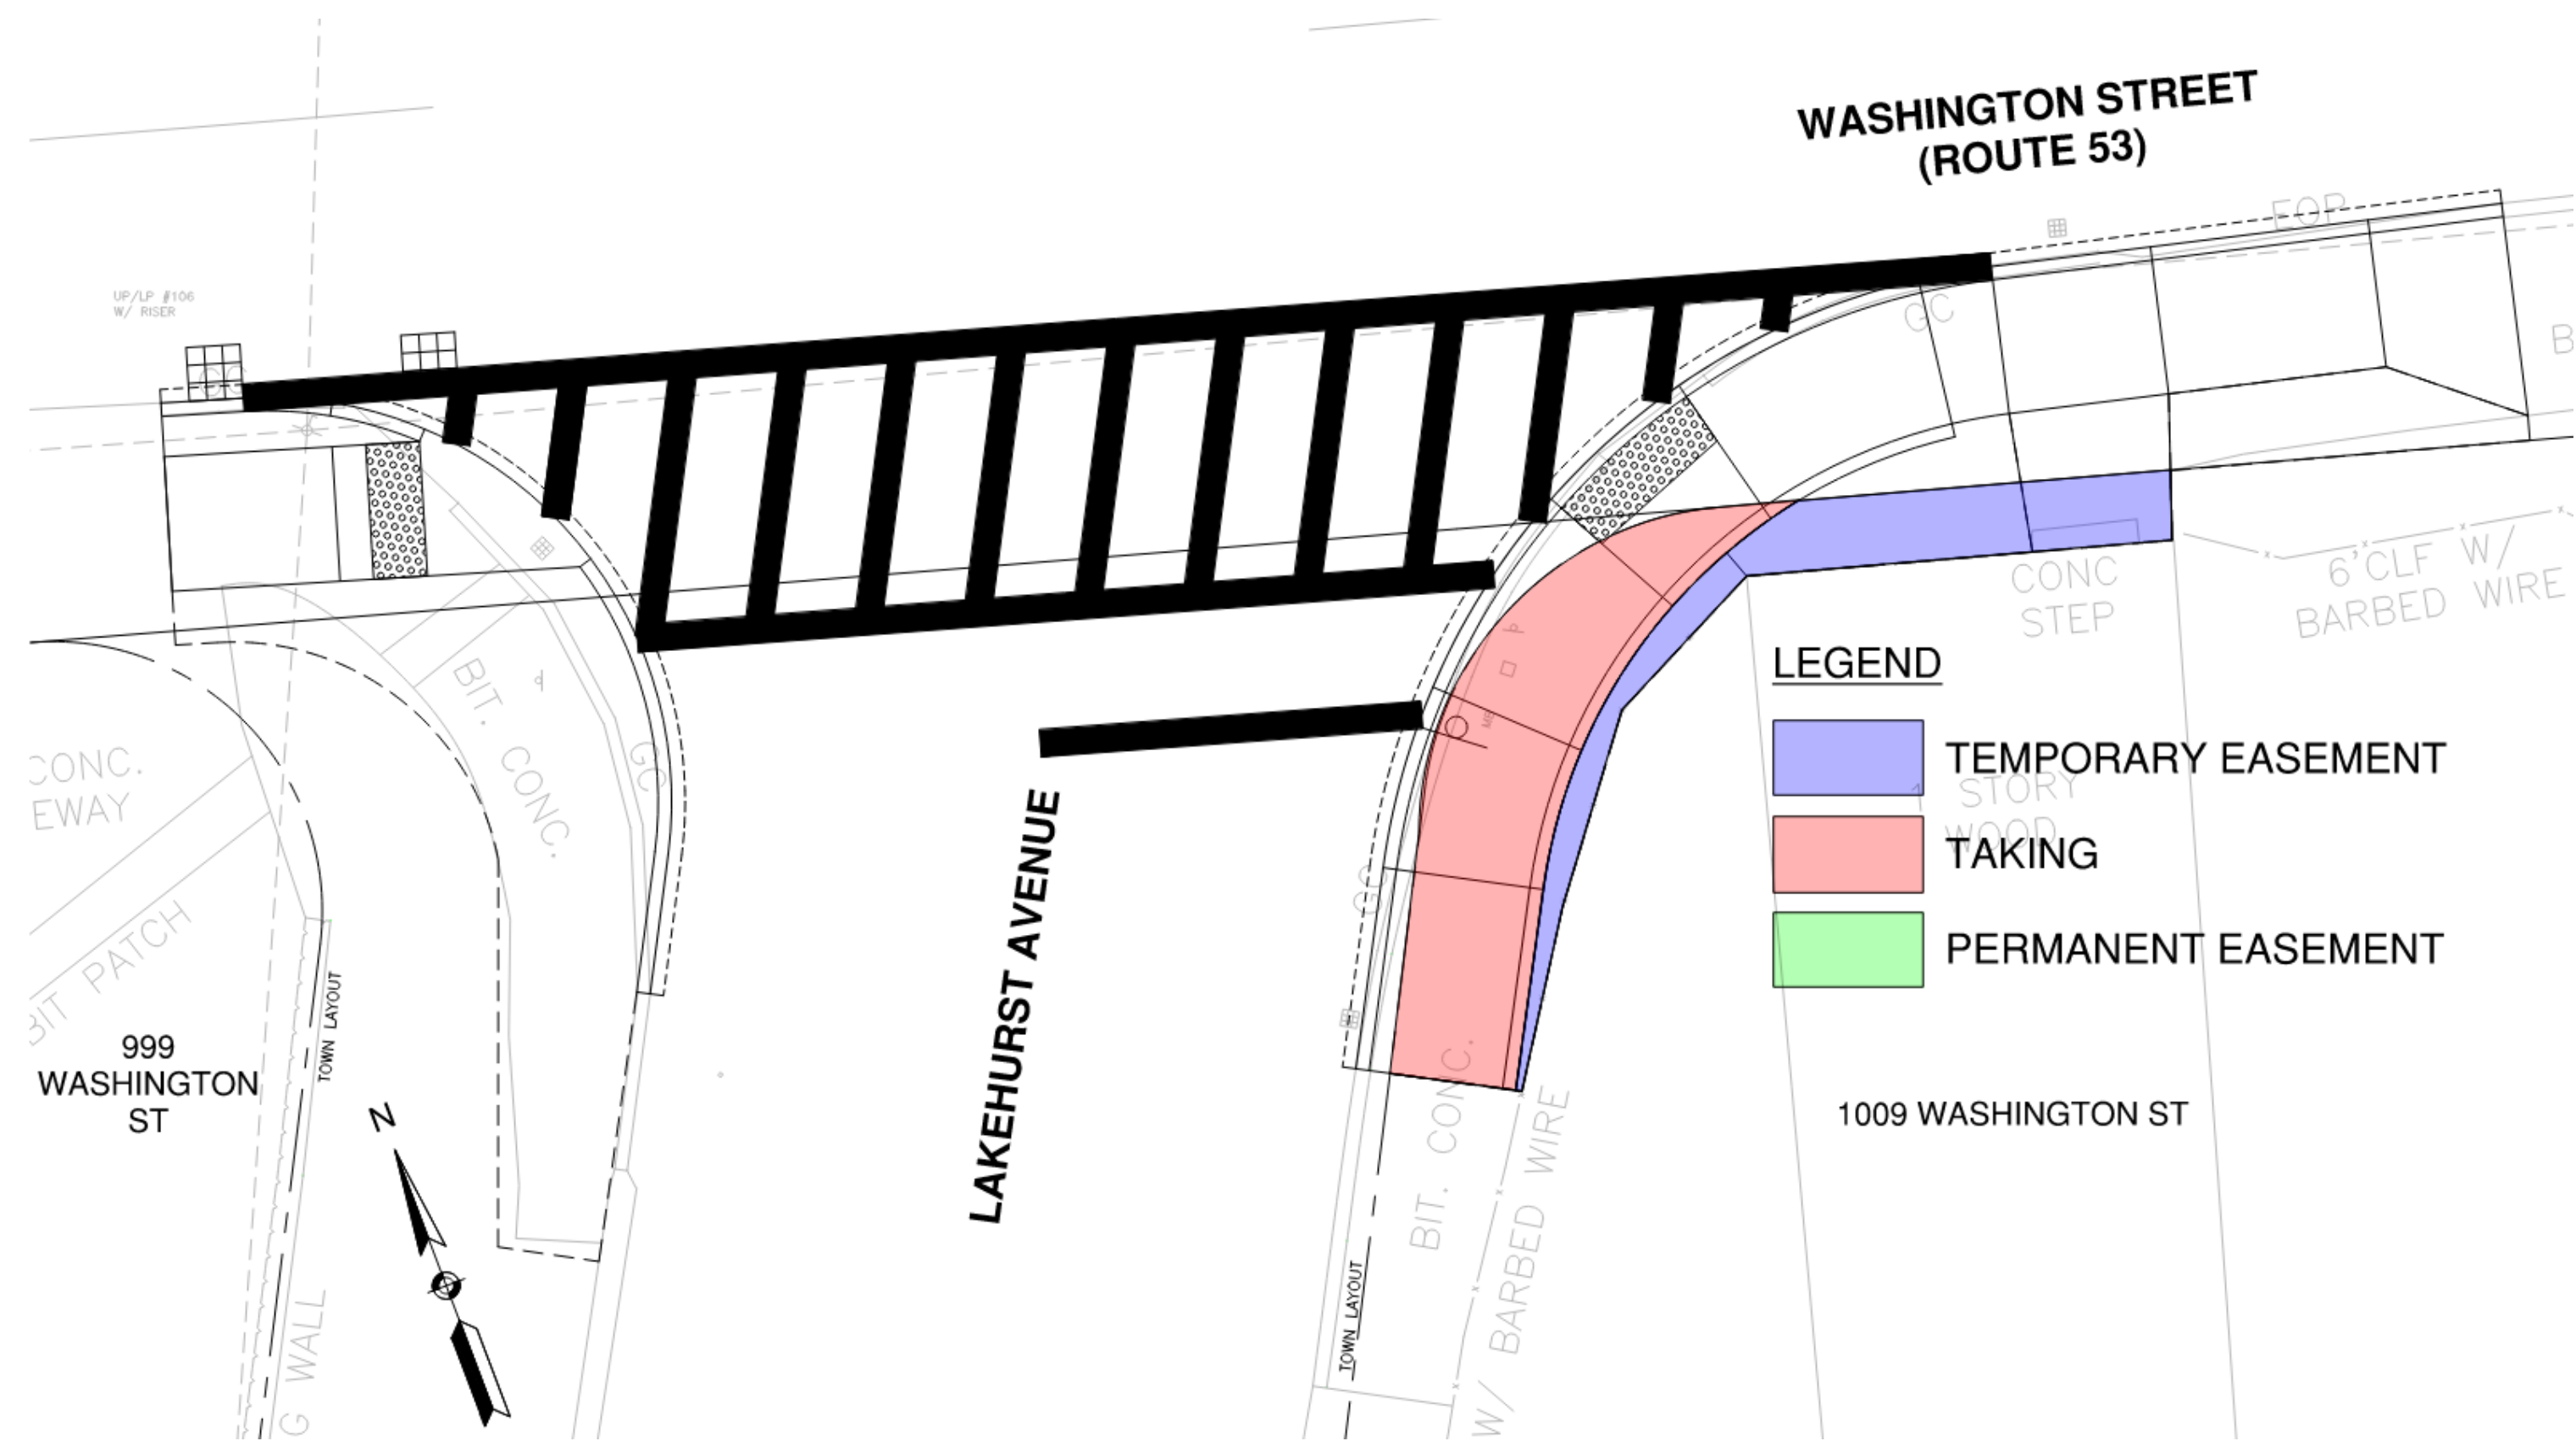 WASHINGTON STREET
(ROUTE 53)
EOP
UP/LP #106
W/ RISER
GC
B
CONC
STEP
6'CLF W/
BARBED WIRE
LEGEND
TEMPORARY EASEMENT
1 STORY
WOOD
TAKING
PERMANENT EASEMENT
BIT. CONC.
GC
CONC.
EWAY
BIT PATCH
TOWN LAYOUT
999
WASHINGTON
ST
N
G WALL
LAKEHURST AVENUE
GC
BIT. CONC.
W/ BARBED WIRE
TOWN LAYOUT
1009 WASHINGTON ST